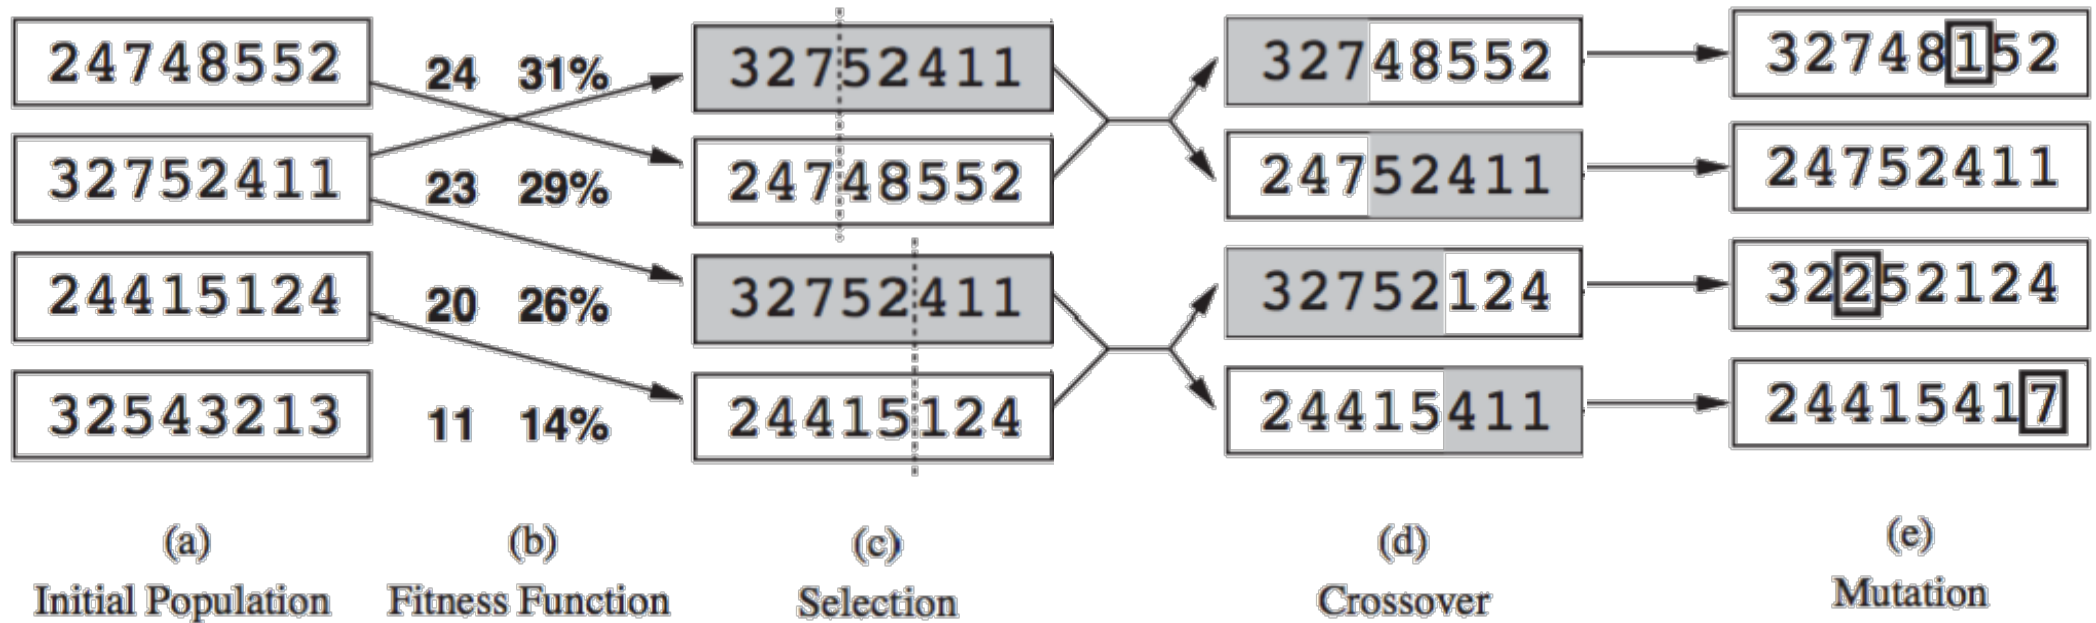 24748552 24 31% 32752411 32748552 32748152
32752411 23 29% 24748552 24752411 24752411
24415124 20 26% 32752411 32752124 32252124
32543213 11 14% 24415124 24415411 24415417
(a) (b) (c) (d) (e)
Initial Population Fitness Function Selection Crossover Mutation